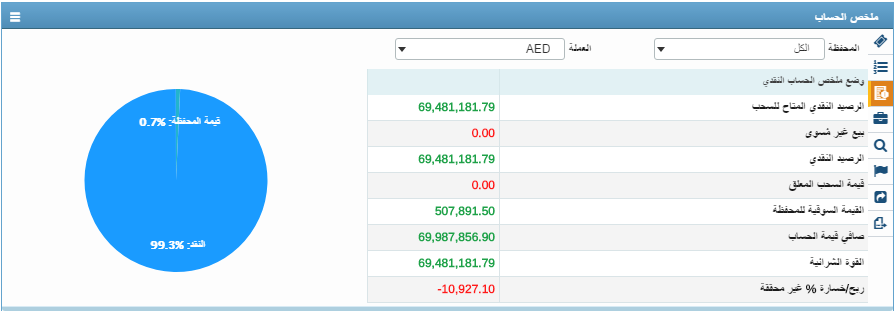 ملخص الحساب
المحفظة الكل العملة AED
وضع ملخص الحساب النقدي
الرصيد النقدي المتاح للسحب 69,481,181.79
بيع غير مُسوى 0.00
الرصيد النقدي 69,481,181.79
قيمة السحب المعلق 0.00
القيمة السوقية للمحفظة 507,891.50
صافي قيمة الحساب 69,987,856.90
القوة الشرائية 69,481,181.79
ربح/خسارة % غير محققة -10,927.10
قيمة المحفظة: 0.7%
النقد: 99.3%